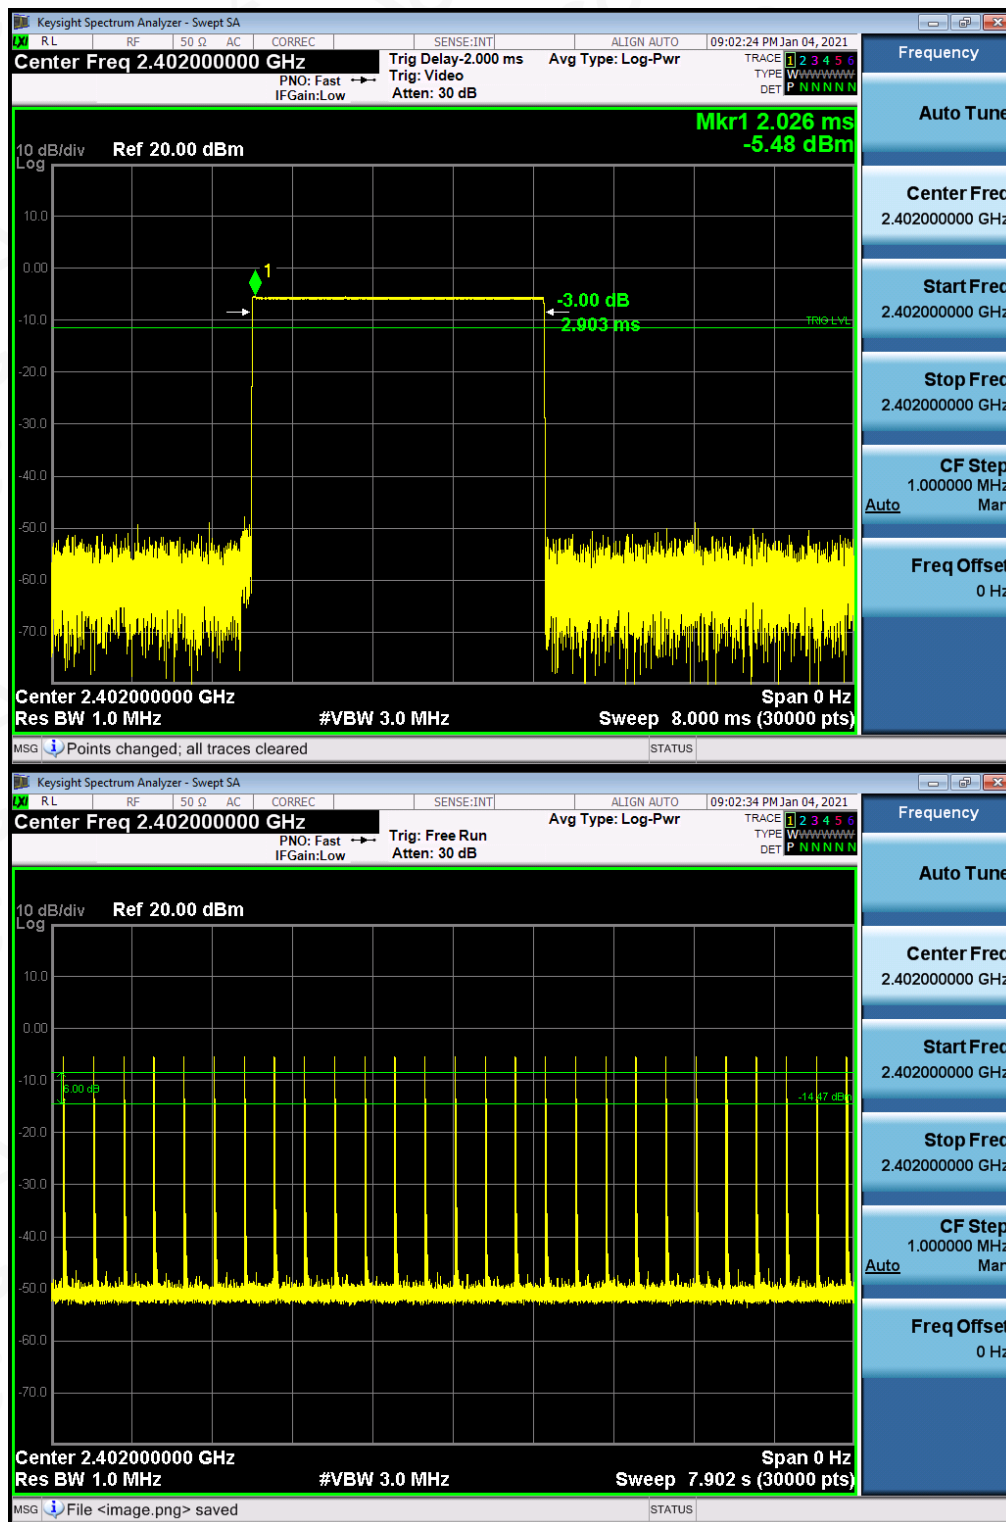 Keysight Spectrum Analyzer - Swept SA
LXI RL RF 50 Ω AC CORREC SENSE:INT ALIGN AUTO 09:02:24 PM Jan 04, 2021
Center Freq 2.402000000 GHz
PNO: Fast
IFGain:Low
Trig Delay-2.000 ms
Trig: Video
Atten: 30 dB
Avg Type: Log-Pwr
TRACE 1 2 3 4 5 6
TYPE WWWWWW
DET P N N N N N
Mkr1 2.026 ms
-5.48 dBm
10 dB/div Ref 20.00 dBm
Log
10.0
0.00
-10.0
-20.0
-30.0
-40.0
-50.0
-60.0
-70.0
1
-3.00 dB
2.903 ms
TRIG LVL
Center 2.402000000 GHz Span 0 Hz
Res BW 1.0 MHz #VBW 3.0 MHz Sweep 8.000 ms (30000 pts)
MSG Points changed; all traces cleared STATUS
Frequency
Auto Tune
Center Freq
2.402000000 GHz
Start Freq
2.402000000 GHz
Stop Freq
2.402000000 GHz
CF Step
1.000000 MHz
Auto Man
Freq Offset
0 Hz
Keysight Spectrum Analyzer - Swept SA
LXI RL RF 50 Ω AC CORREC SENSE:INT ALIGN AUTO 09:02:34 PM Jan 04, 2021
Center Freq 2.402000000 GHz
PNO: Fast
IFGain:Low
Trig: Free Run
Atten: 30 dB
Avg Type: Log-Pwr
TRACE 1 2 3 4 5 6
TYPE WWWWWW
DET P N N N N N
10 dB/div Ref 20.00 dBm
Log
10.0
0.00
-10.0
-20.0
-30.0
-40.0
-50.0
-60.0
-70.0
6.00 dB
-14.47 dBm
Center 2.402000000 GHz Span 0 Hz
Res BW 1.0 MHz #VBW 3.0 MHz Sweep 7.902 s (30000 pts)
MSG File <image.png> saved STATUS
Frequency
Auto Tune
Center Freq
2.402000000 GHz
Start Freq
2.402000000 GHz
Stop Freq
2.402000000 GHz
CF Step
1.000000 MHz
Auto Man
Freq Offset
0 Hz